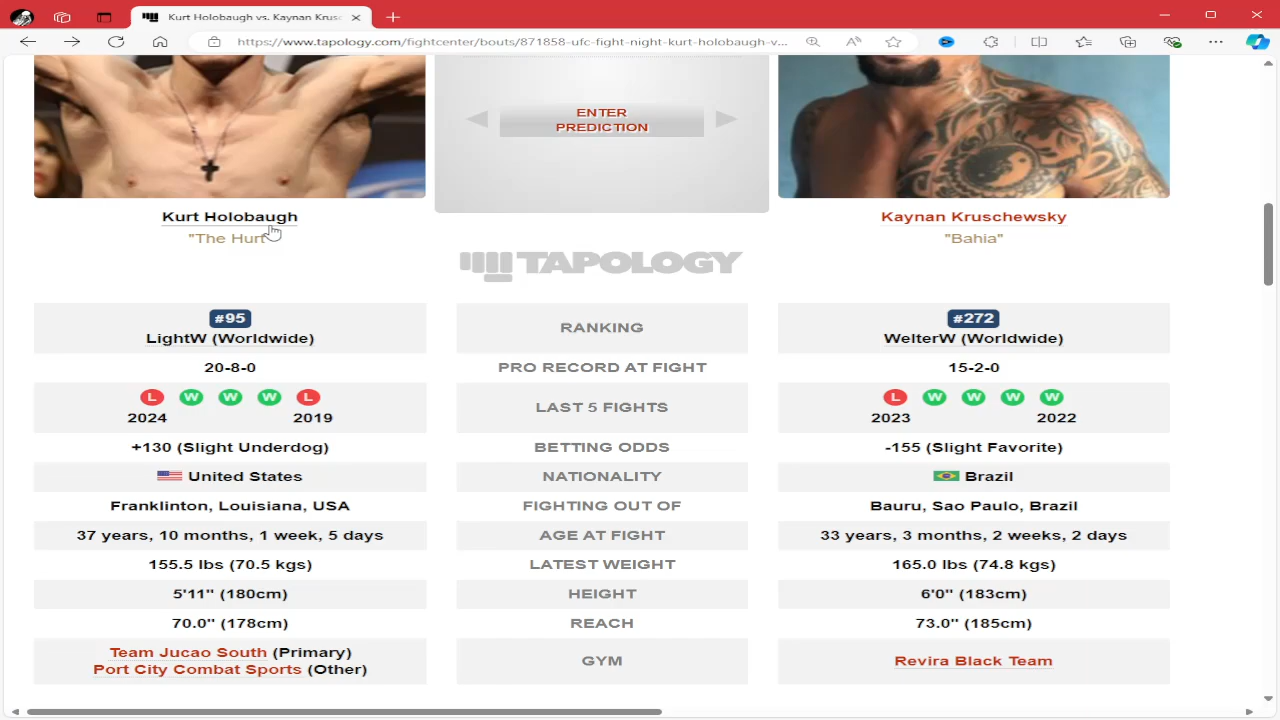 Kurt Holobaugh vs. Kaynan Krusc
https://www.tapology.com/fightcenter/bouts/871858-ufc-fight-night-kurt-holobaugh-v...
ENTER
PREDICTION
Kurt Holobaugh
"The Hurt"
Kaynan Kruschewsky
"Bahia"
TAPOLOGY
#95
LightW (Worldwide)
RANKING
#272
WelterW (Worldwide)
20-8-0
PRO RECORD AT FIGHT
15-2-0
L W W W L
2024 2019
LAST 5 FIGHTS
L W W W W
2023 2022
+130 (Slight Underdog)
BETTING ODDS
-155 (Slight Favorite)
United States
NATIONALITY
Brazil
Franklinton, Louisiana, USA
FIGHTING OUT OF
Bauru, Sao Paulo, Brazil
37 years, 10 months, 1 week, 5 days
AGE AT FIGHT
33 years, 3 months, 2 weeks, 2 days
155.5 lbs (70.5 kgs)
LATEST WEIGHT
165.0 lbs (74.8 kgs)
5'11" (180cm)
HEIGHT
6'0" (183cm)
70.0" (178cm)
REACH
73.0" (185cm)
Team Jucao South (Primary)
Port City Combat Sports (Other)
GYM
Revira Black Team